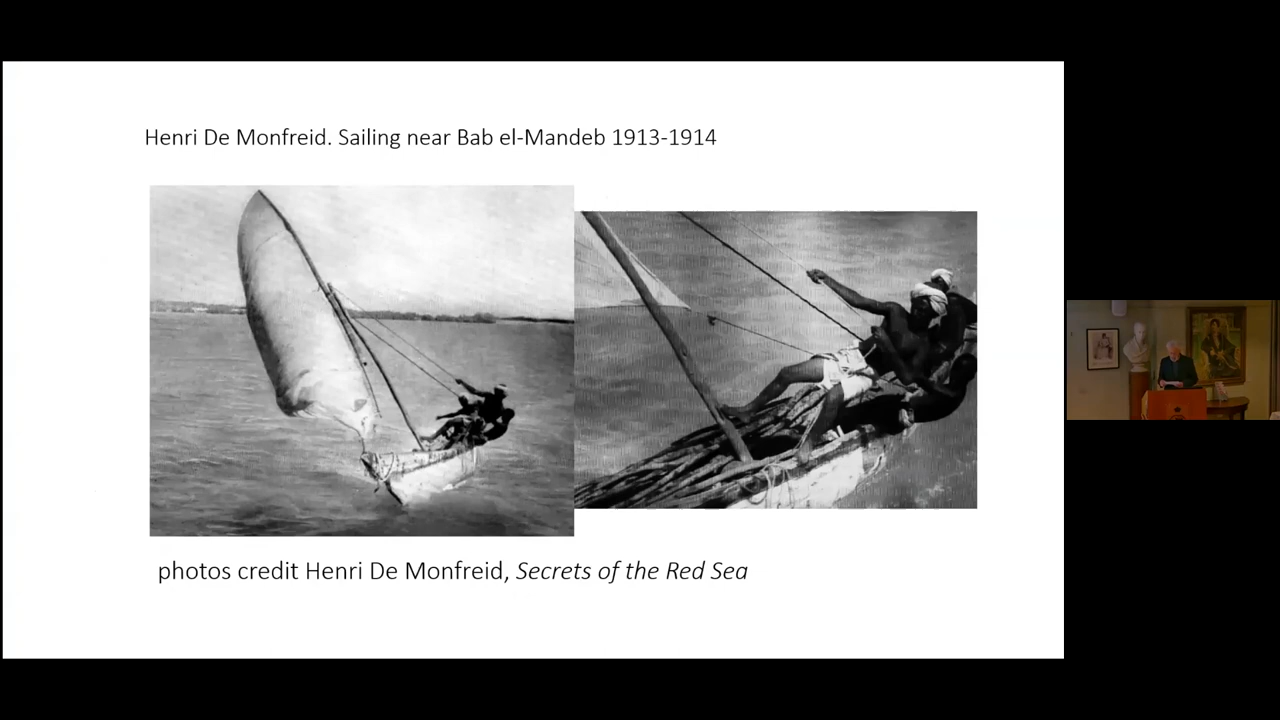 Henri De Monfreid. Sailing near Bab el-Mandeb 1913-1914
photos credit Henri De Monfreid, Secrets of the Red Sea